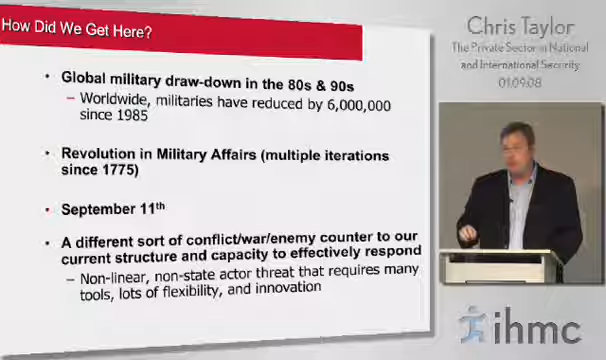 How Did We Get Here?
• Global military draw-down in the 80s & 90s
– Worldwide, militaries have reduced by 6,000,000
since 1985
• Revolution in Military Affairs (multiple iterations
since 1775)
• September 11th
• A different sort of conflict/war/enemy counter to our
current structure and capacity to effectively respond
– Non-linear, non-state actor threat that requires many
tools, lots of flexibility, and innovation
Chris Taylor
The Private Sector in National
and International Security
01.09.08
ihmc